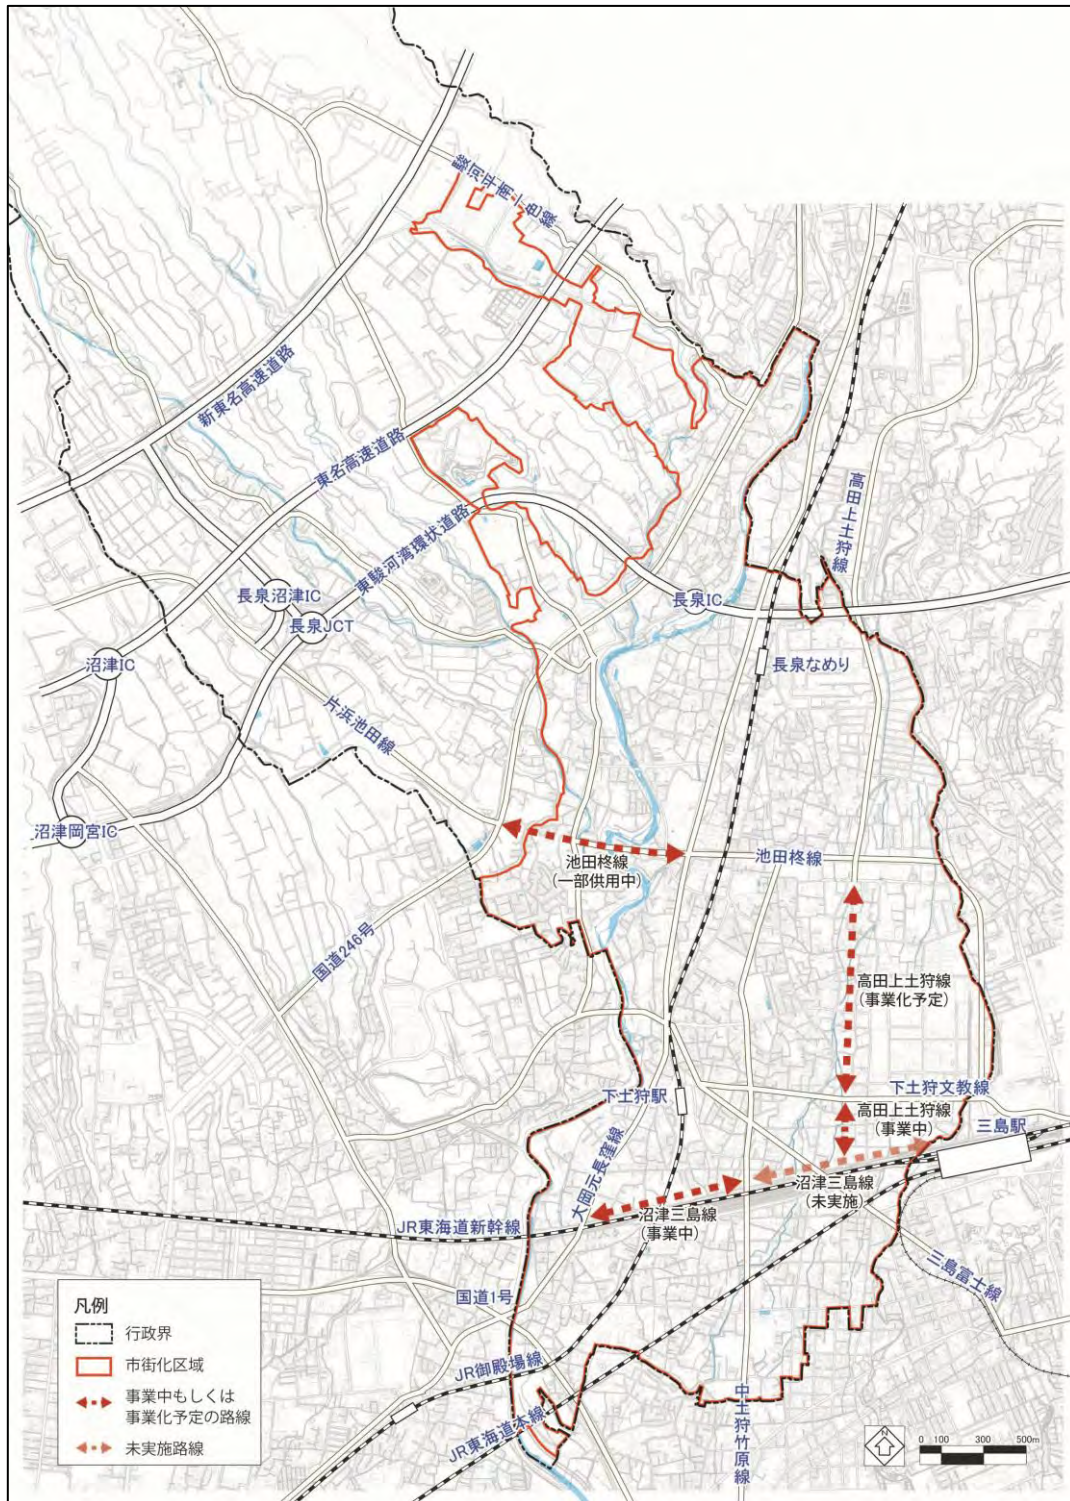 駿河平南一色線
新東名高速道路
東名高速道路
東駿河湾環状道路
高田上土狩線
長泉沼津IC
長泉JCT
長泉IC
沼津IC
長泉なめり
片浜池田線
沼津岡宮IC
池田柊線
(一部供用中)
池田柊線
国道246号
高田上土狩線
(事業化予定)
下土狩駅
下土狩文教線
高田上土狩線
(事業中)
三島駅
大岡元長窪線
沼津三島線
(未実施)
沼津三島線
(事業中)
JR東海道新幹線
三島富士線
国道1号
JR御殿場線
JR東海道本線
中土狩竹原線
凡例
行政界
市街化区域
事業中もしくは
事業化予定の路線
未実施路線
N
0 100 300 500m